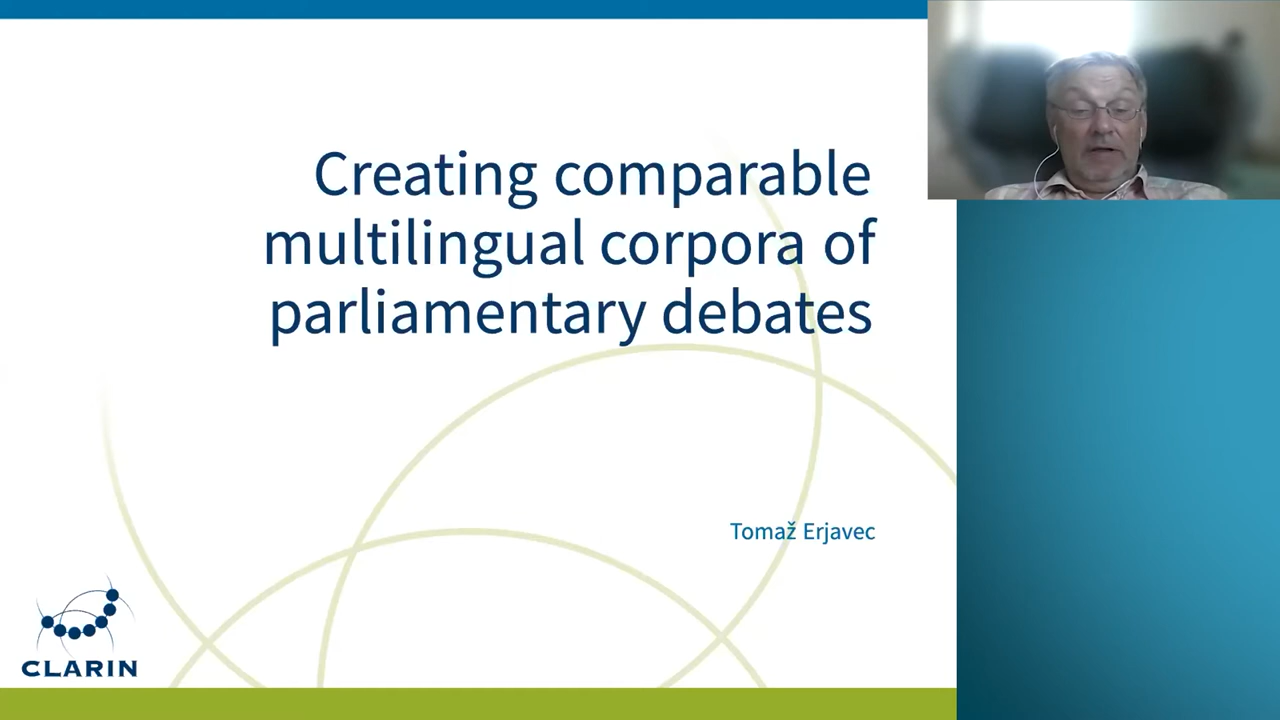 Creating comparable
multilingual corpora of
parliamentary debates
Tomaž Erjavec
CLARIN